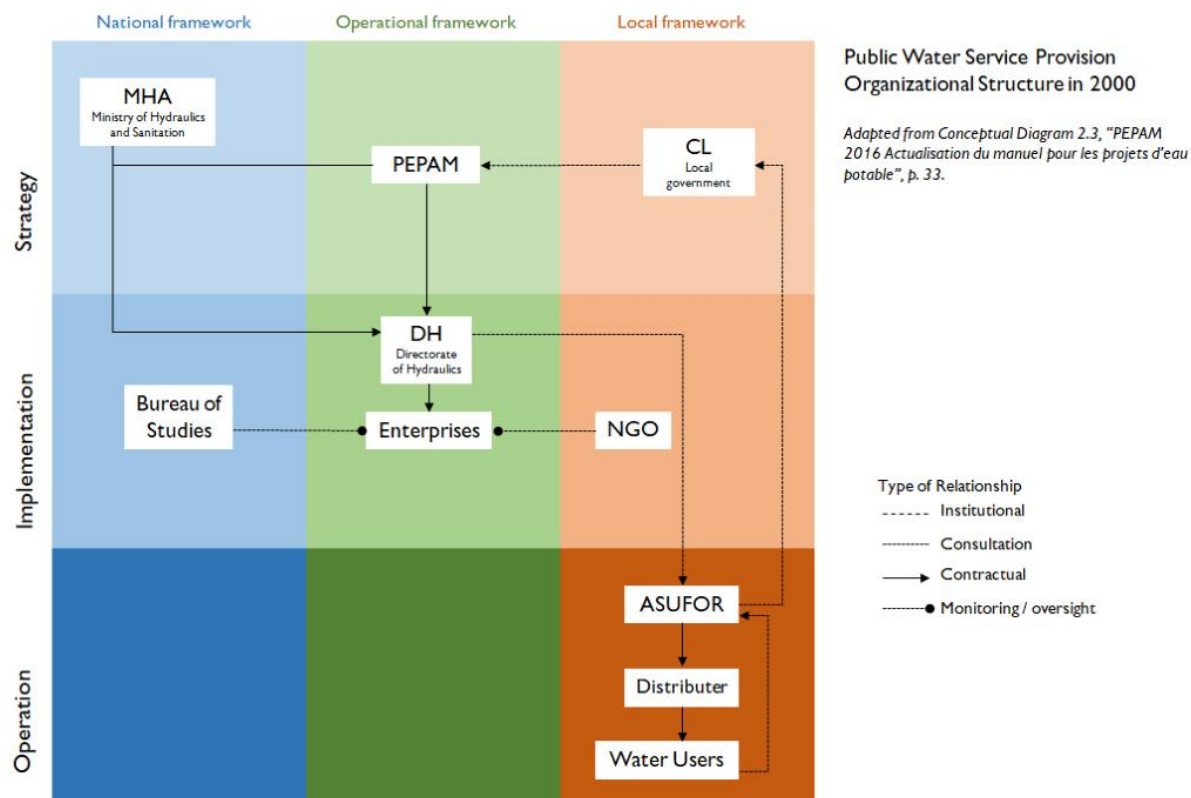 National framework
Operational framework
Local framework
Public Water Service Provision
Organizational Structure in 2000
Adapted from Conceptual Diagram 2.3, “PEPAM
2016 Actualisation du manuel pour les projets d’eau
potable”, p. 33.
Strategy
MHA
Ministry of Hydraulics
and Sanitation
PEPAM
CL
Local
government
Implementation
DH
Directorate
of Hydraulics
Bureau of
Studies
Enterprises
NGO
Operation
ASUFOR
Distributer
Water Users
Type of Relationship
Institutional
Consultation
Contractual
Monitoring / oversight